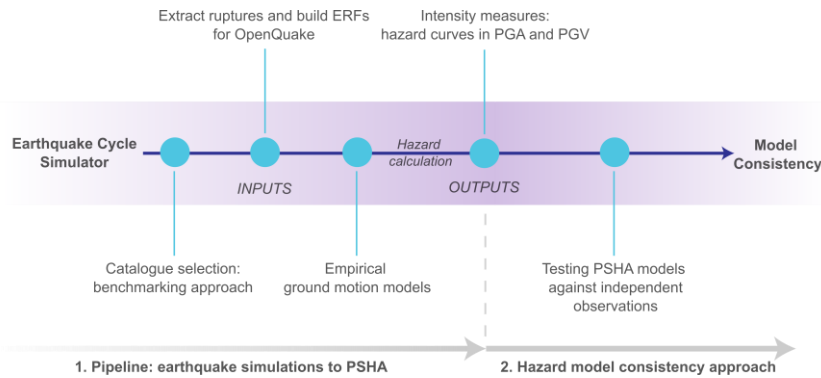 Extract ruptures and build ERFs
for OpenQuake
Intensity measures:
hazard curves in PGA and PGV
Earthquake Cycle
Simulator
Hazard
calculation
Model
Consistency
INPUTS
OUTPUTS
Catalogue selection:
benchmarking approach
Empirical
ground motion models
Testing PSHA models
against independent
observations
1. Pipeline: earthquake simulations to PSHA
2. Hazard model consistency approach